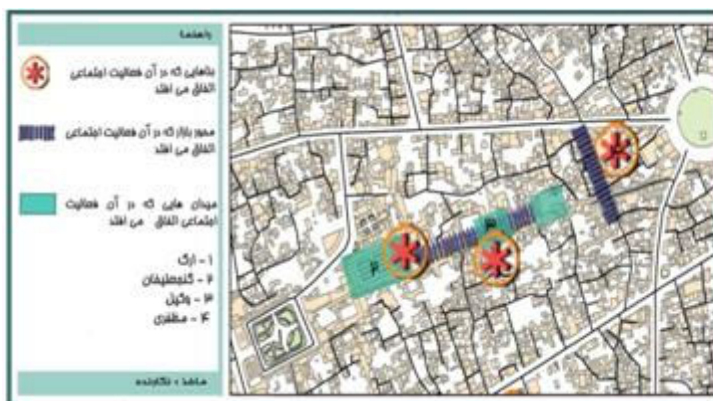 راهنما
بناهایی که در آن فعالیت اجتماعی
اتفاق می افتد
محور بازار که در آن فعالیت اجتماعی
اتفاق می افتد
میدان هایی که در آن فعالیت
اجتماعی اتفاق می افتد
۱ - ارگ
۲ - گنجعلیخان
۳ - وکیل
۴ - مظفری
ماخذ : نگارنده